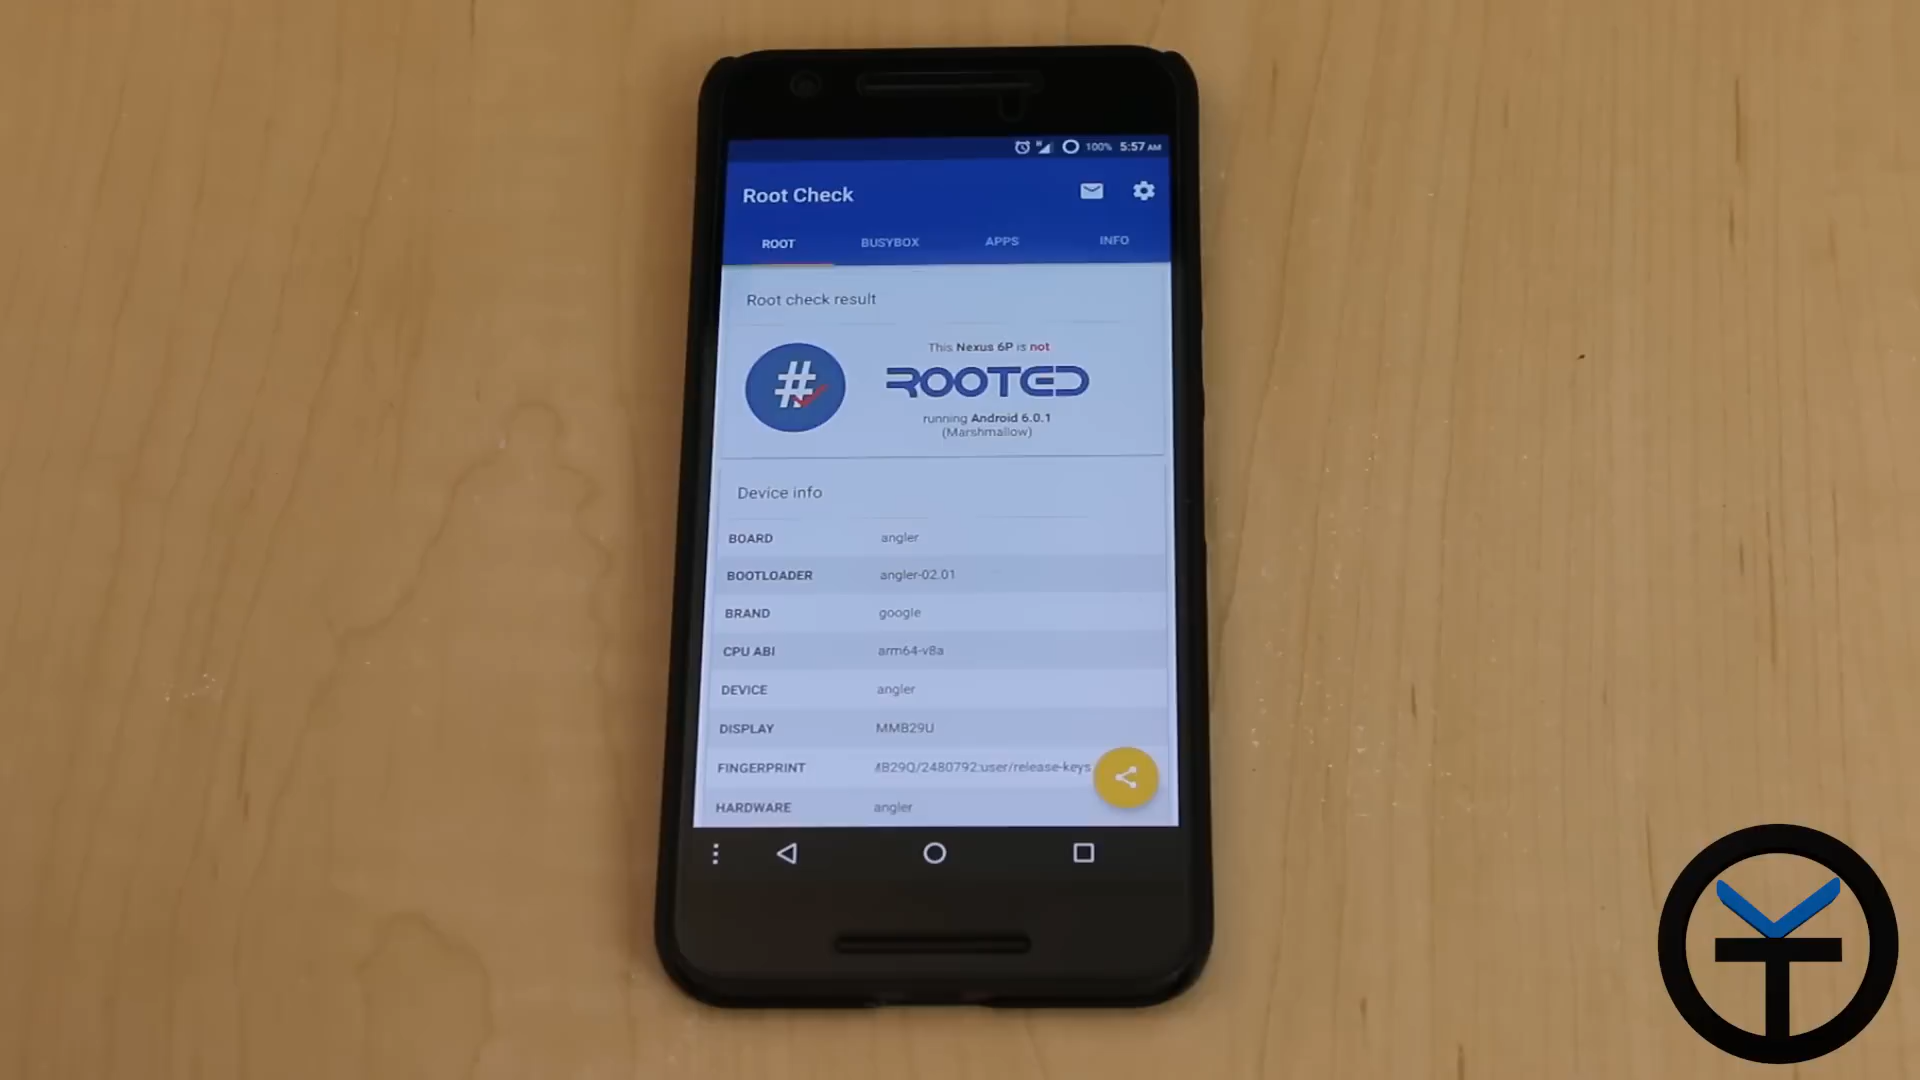 100% 5:57 AM
Root Check
ROOT BUSYBOX APPS INFO
Root check result
This Nexus 6P is not
ROOTED
running Android 6.0.1
(Marshmallow)
Device info
BOARD angler
BOOTLOADER angler-02.01
BRAND google
CPU ABI arm64-v8a
DEVICE angler
DISPLAY MMB29U
FINGERPRINT MB29Q/2480792:user/release-keys
HARDWARE angler